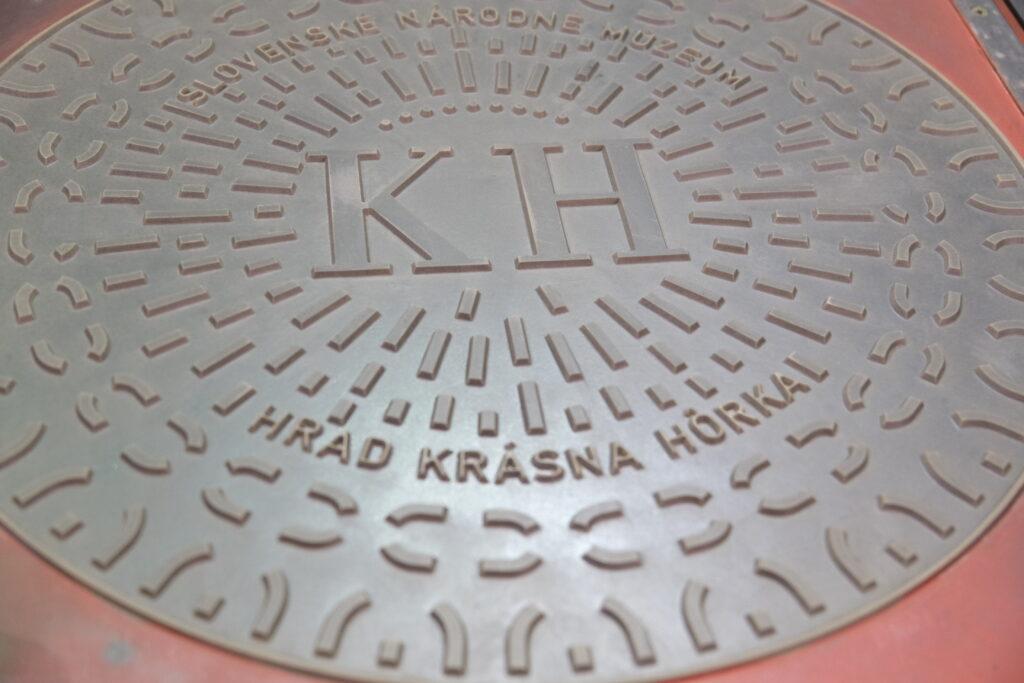 SLOVENSKÉ NÁRODNÉ MÚZEUM
KH
HRAD KRÁSNA HÔRKA